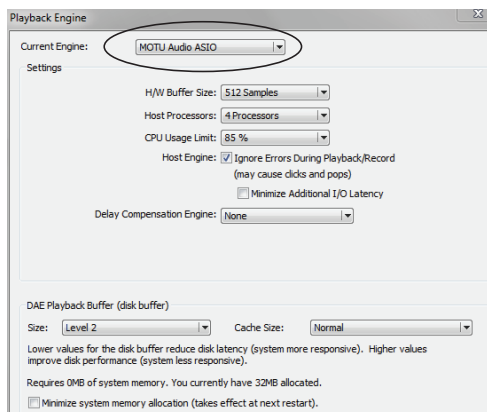 Playback Engine
Current Engine: MOTU Audio ASIO
Settings
H/W Buffer Size: 512 Samples
Host Processors: 4 Processors
CPU Usage Limit: 85 %
Host Engine: Ignore Errors During Playback/Record
(may cause clicks and pops)
Minimize Additional I/O Latency
Delay Compensation Engine: None
DAE Playback Buffer (disk buffer)
Size: Level 2 Cache Size: Normal
Lower values for the disk buffer reduce disk latency (system more responsive). Higher values
improve disk performance (system less responsive).
Requires 0MB of system memory. You currently have 32MB allocated.
Minimize system memory allocation (takes effect at next restart).